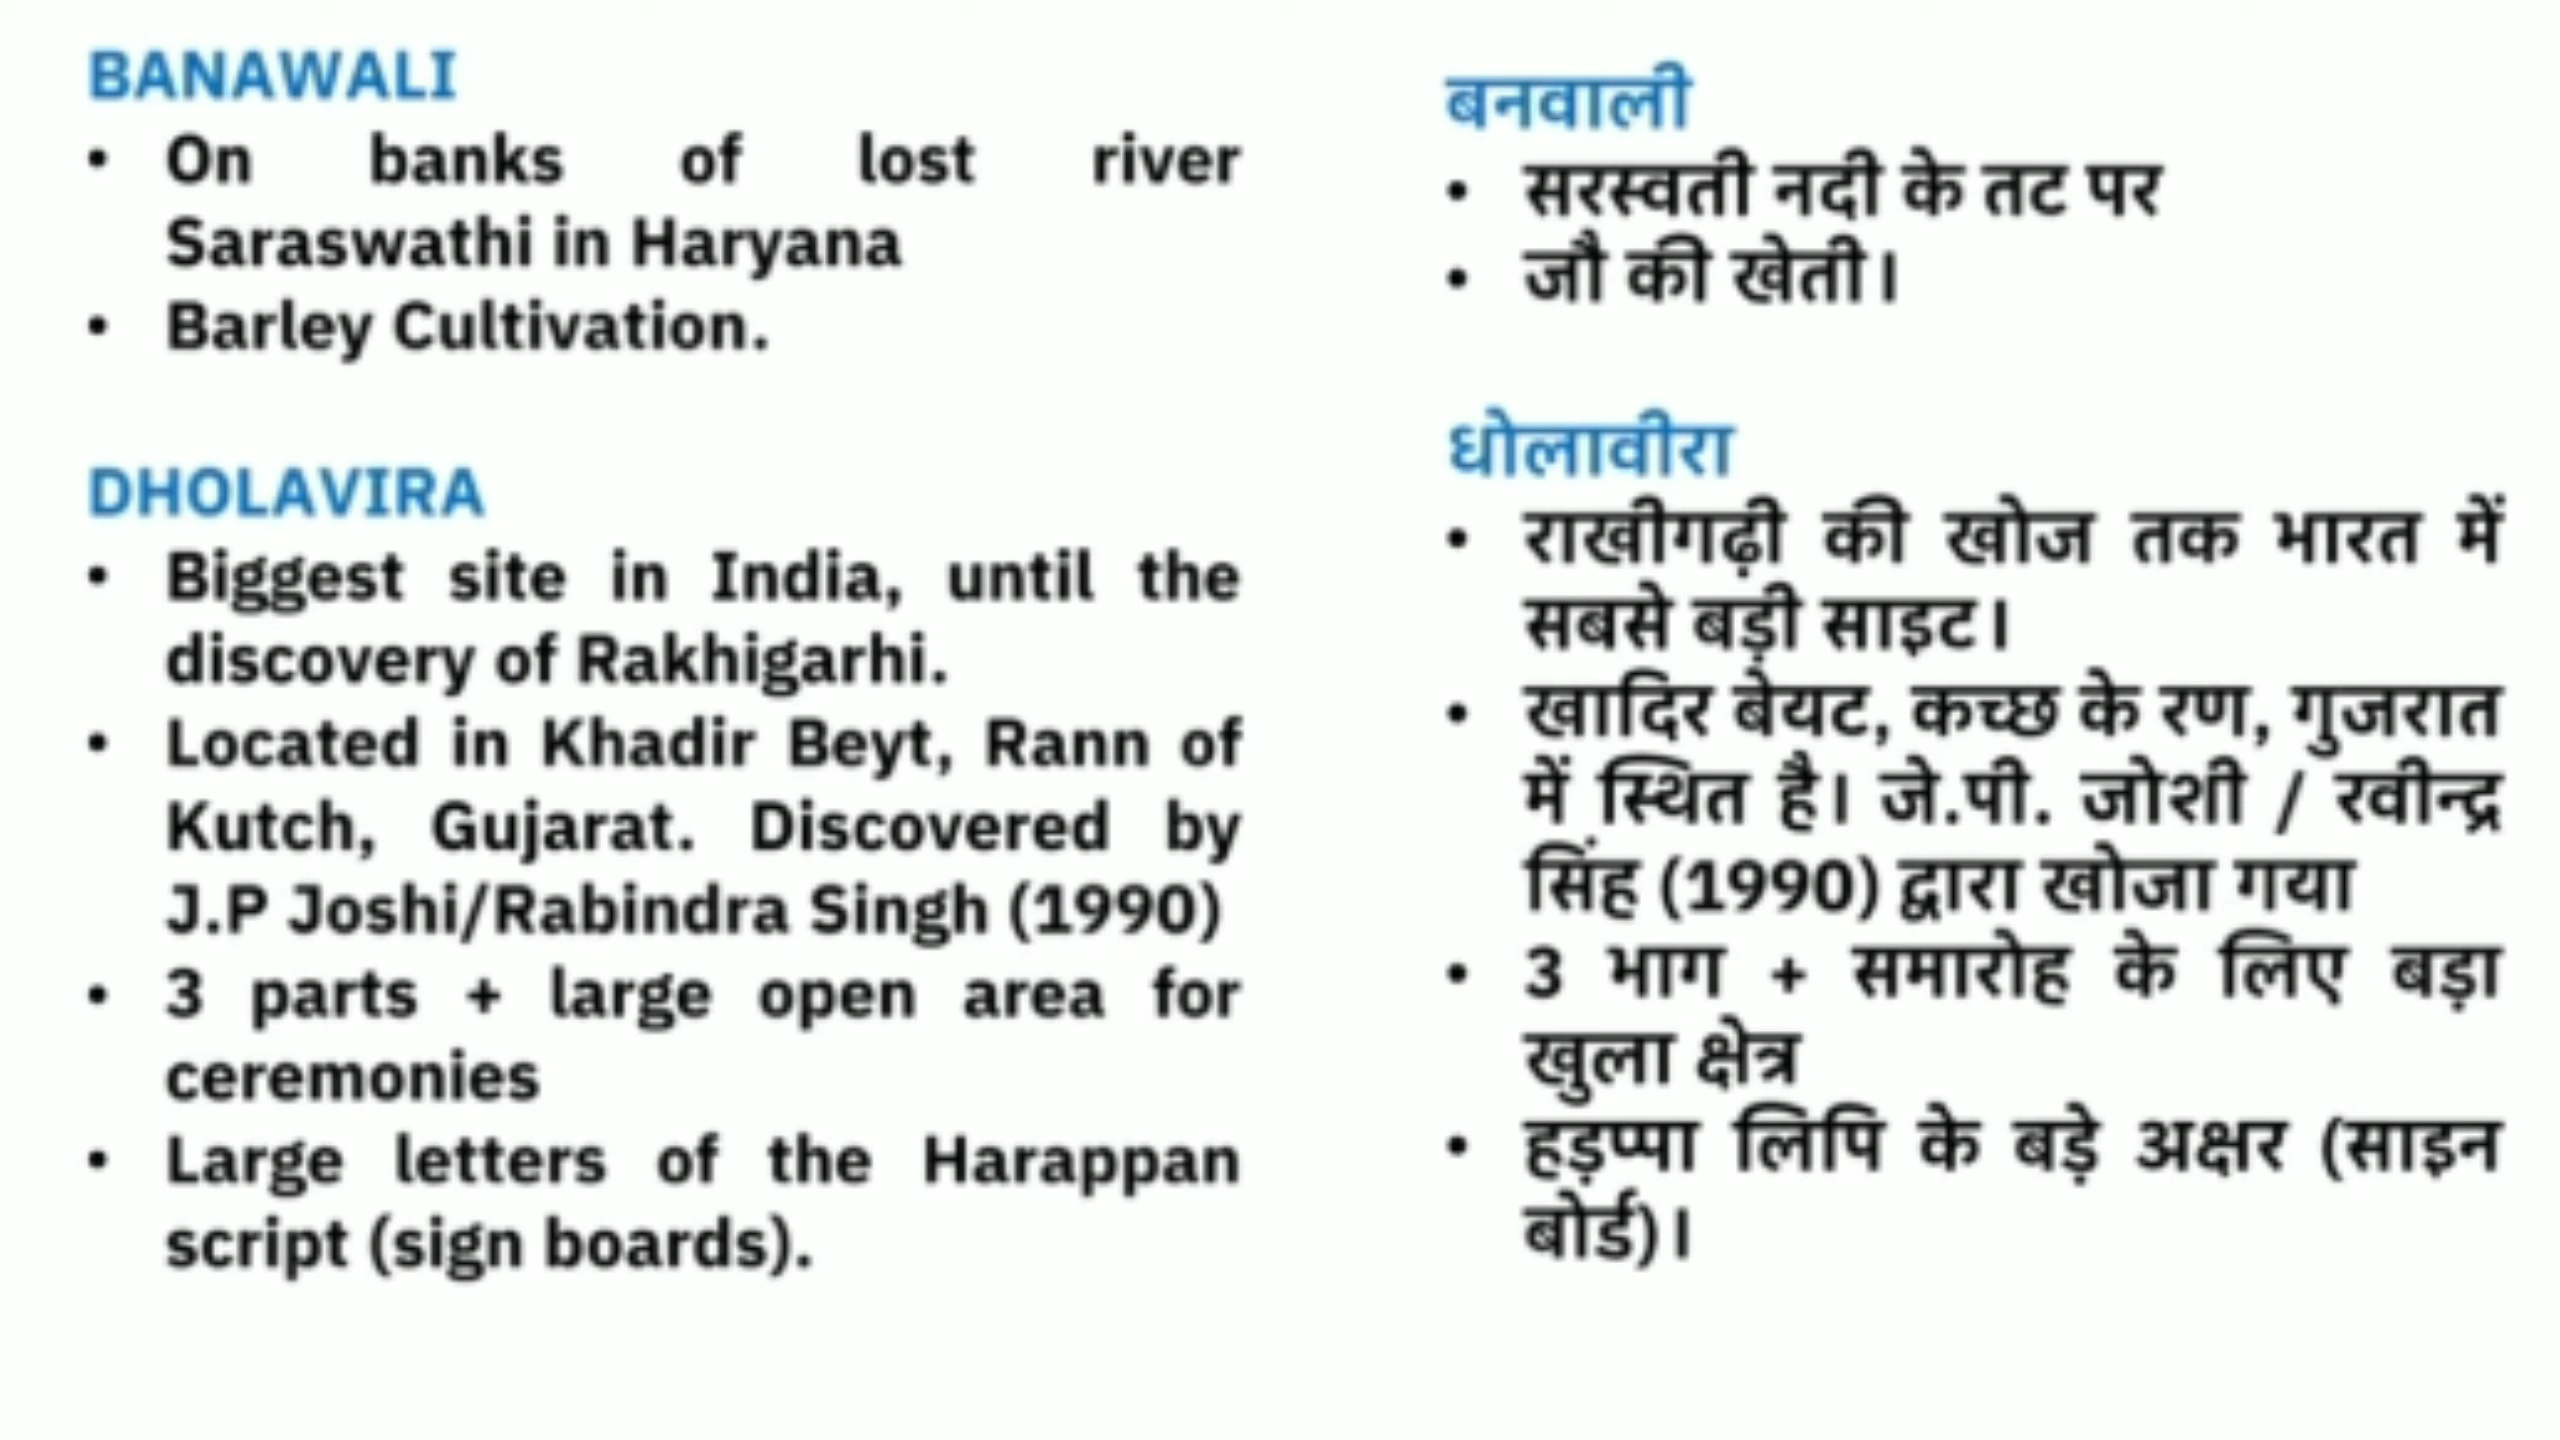 BANAWALI
• On banks of lost river
Saraswathi in Haryana
• Barley Cultivation.
DHOLAVIRA
• Biggest site in India, until the
discovery of Rakhigarhi.
• Located in Khadir Beyt, Rann of
Kutch, Gujarat. Discovered by
J.P Joshi/Rabindra Singh (1990)
• 3 parts + large open area for
ceremonies
• Large letters of the Harappan
script (sign boards).
बनवाली
• सरस्वती नदी के तट पर
• जौ की खेती।
धोलावीरा
• राखीगढ़ी की खोज तक भारत में
सबसे बड़ी साइट।
• खादिर बेयट, कच्छ के रण, गुजरात
में स्थित है। जे.पी. जोशी / रवीन्द्र
सिंह (1990) द्वारा खोजा गया
• 3 भाग + समारोह के लिए बड़ा
खुला क्षेत्र
• हड़प्पा लिपि के बड़े अक्षर (साइन
बोर्ड)।